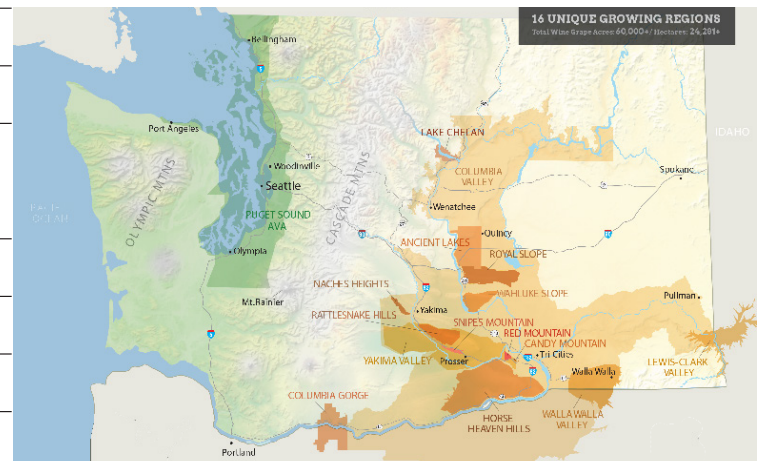 16 UNIQUE GROWING REGIONS
Total Wine Grape Acres: 60,000+/ Hectares: 24,281+
Bellingham
Port Angeles
LAKE CHELAN
IDAHO
OLYMPIC MTNS
Woodinville
COLUMBIA
VALLEY
Spokane
Seattle
CASCADE MTNS
PACIFIC
OCEAN
Wenatchee
PUGET SOUND
AVA
Quincy
ANCIENT LAKES
Olympia
ROYAL SLOPE
NACHES HEIGHTS
WAHLUKE SLOPE
Mt.Rainier
Pullman
Yakima
RATTLESNAKE HILLS
SNIPES MOUNTAIN
RED MOUNTAIN
CANDY MOUNTAIN
Tri Cities
YAKIMA VALLEY
Prosser
LEWIS-CLARK
VALLEY
Walla Walla
COLUMBIA GORGE
HORSE
HEAVEN HILLS
WALLA WALLA
VALLEY
Portland